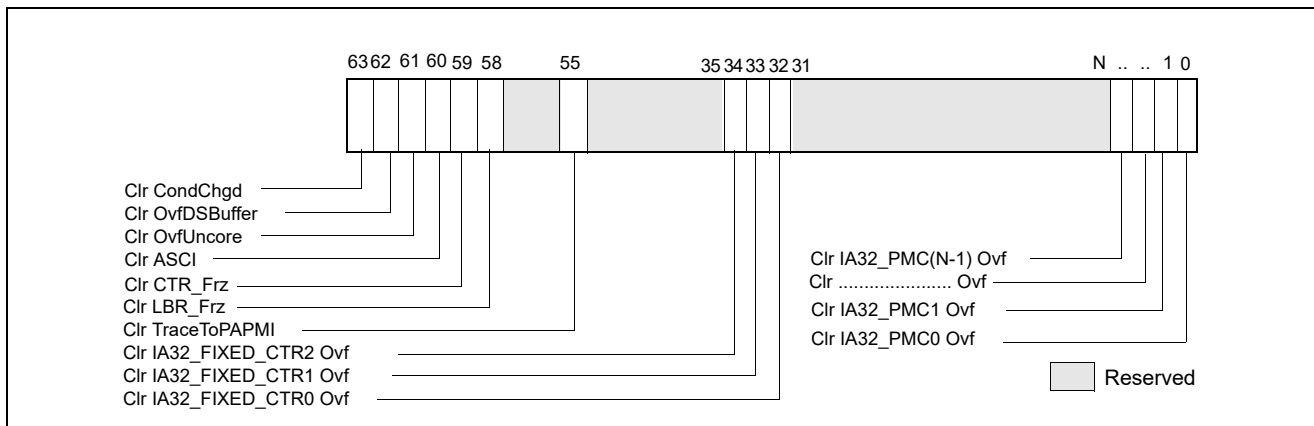 63 62 61 60 59 58 55 35 34 33 32 31 N .. .. 1 0
Clr CondChgd
Clr OvfDSBuffer
Clr OvfUncore
Clr ASCI
Clr CTR_Frz
Clr LBR_Frz
Clr TraceToPAPMI
Clr IA32_FIXED_CTR2 Ovf
Clr IA32_FIXED_CTR1 Ovf
Clr IA32_FIXED_CTR0 Ovf
Clr IA32_PMC(N-1) Ovf
Clr ...................... Ovf
Clr IA32_PMC1 Ovf
Clr IA32_PMC0 Ovf
Reserved